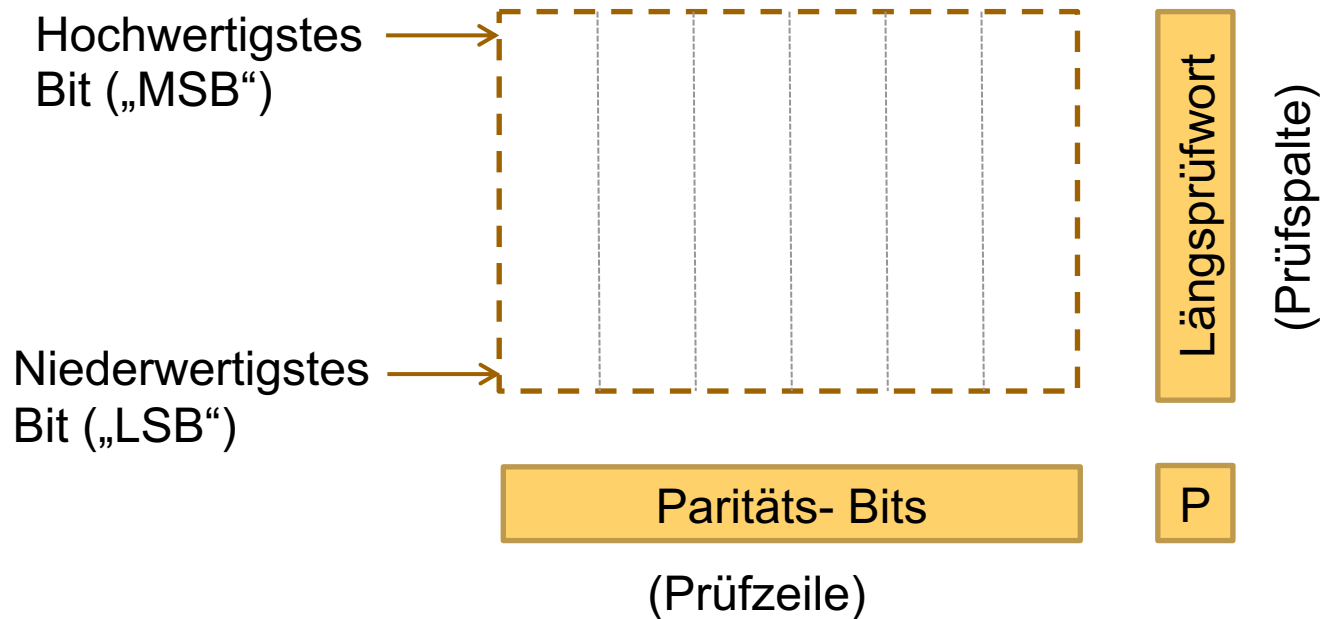 Hochwertigstes
Bit („MSB“)
Längsprüfwort
(Prüfspalte)
Niederwertigstes
Bit („LSB“)
Paritäts- Bits
P
(Prüfzeile)